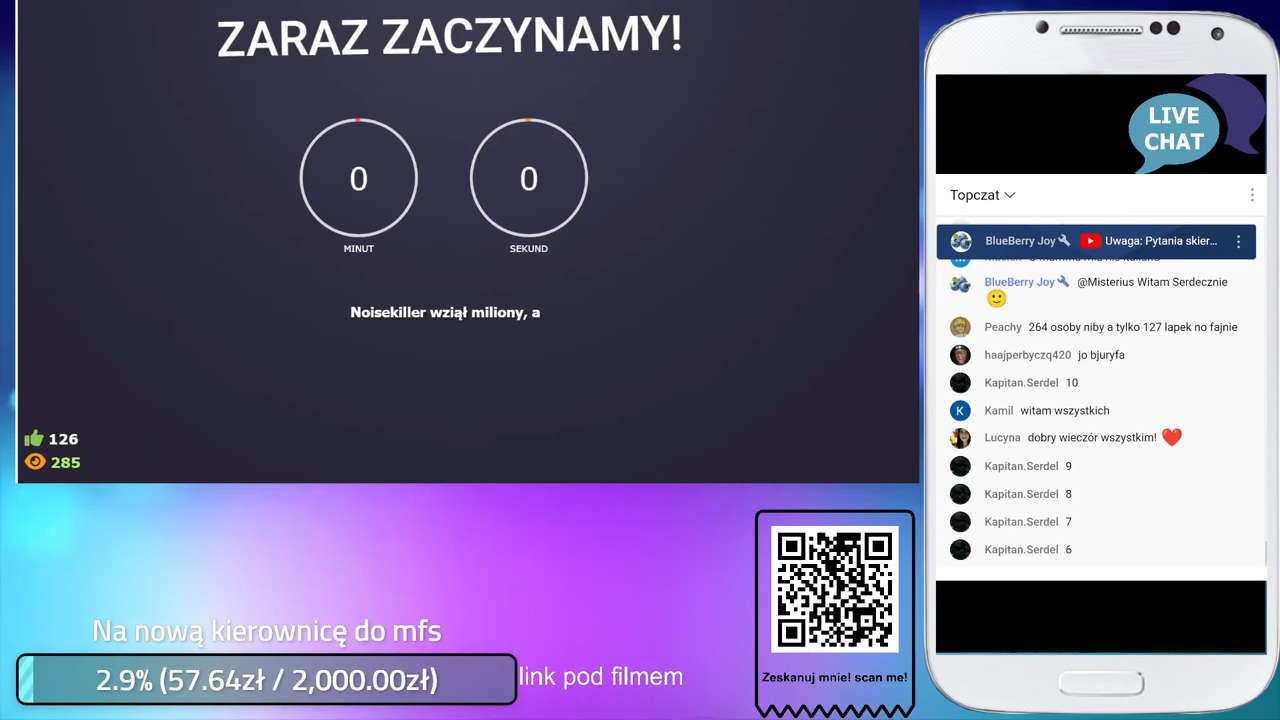 ZARAZ ZACZYNAMY!
0
0
MINUT
SEKUND
Noisekiller wziął miliony, a
126
285
Na nową kierownicę do mfs
2.9% (57.64zł / 2,000.00zł)
link pod filmem
Zeskanuj mnie! scan me!
LIVE
CHAT
Topczat
BlueBerry Joy Uwaga: Pytania skier...
BlueBerry Joy @Misterius Witam Serdecznie
Peachy 264 osoby niby a tylko 127 lapek no fajnie
haajperbyczq420 jo bjuryfa
Kapitan.Serdel 10
K Kamil witam wszystkich
Lucyna dobry wieczór wszystkim!
Kapitan.Serdel 9
Kapitan.Serdel 8
Kapitan.Serdel 7
Kapitan.Serdel 6